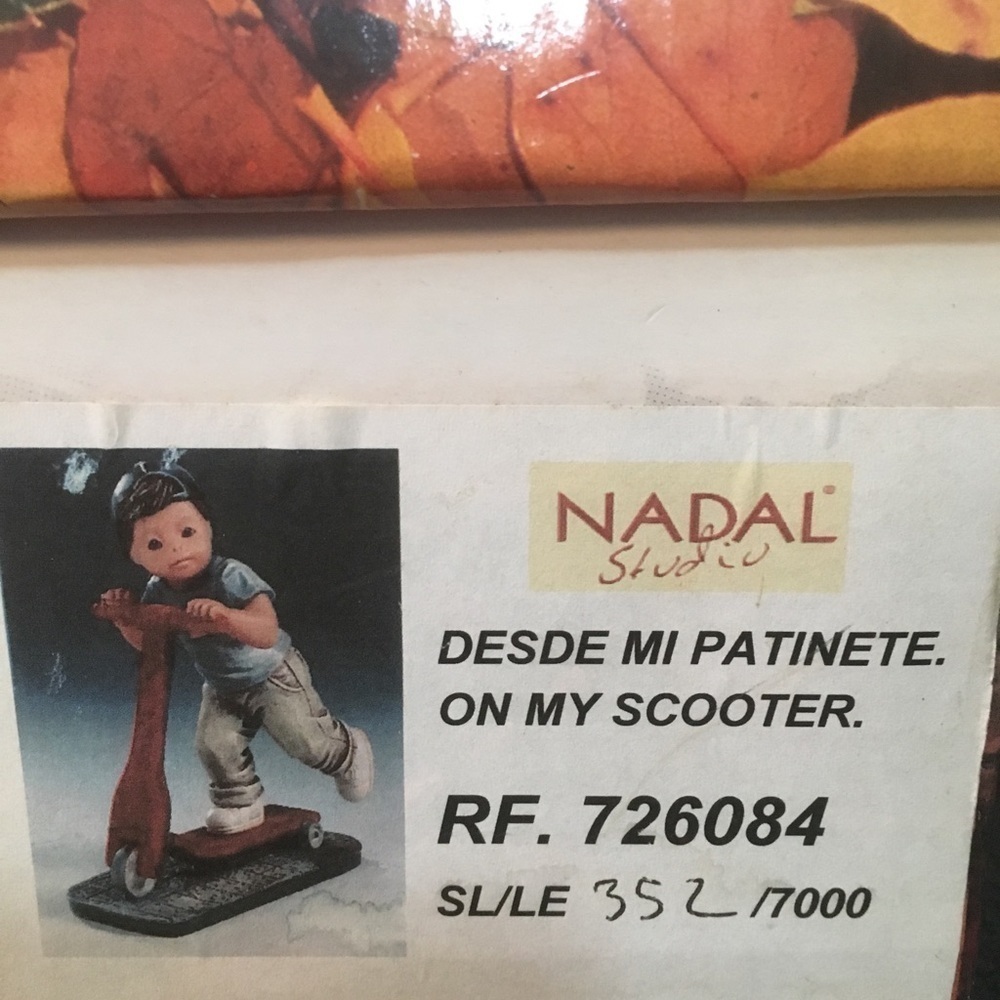 NADAL®
Studio
DESDE MI PATINETE.
ON MY SCOOTER.
RF. 726084
SL/LE 352 /7000